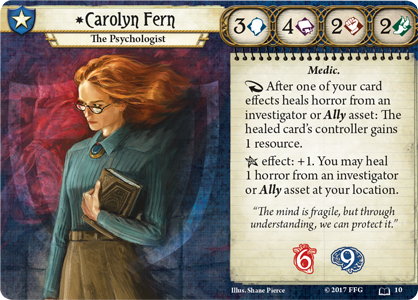 Carolyn Fern
3 4 2 2
The Psychologist
Medic.
After one of your card
effects heals horror from an
investigator or Ally asset: The
healed card's controller gains
1 resource.
effect: +1. You may heal
1 horror from an investigator
or Ally asset at your location.
“The mind is fragile, but through
understanding, we can protect it.”
6 9
Illus. Shane Pierce © 2017 FFG 10